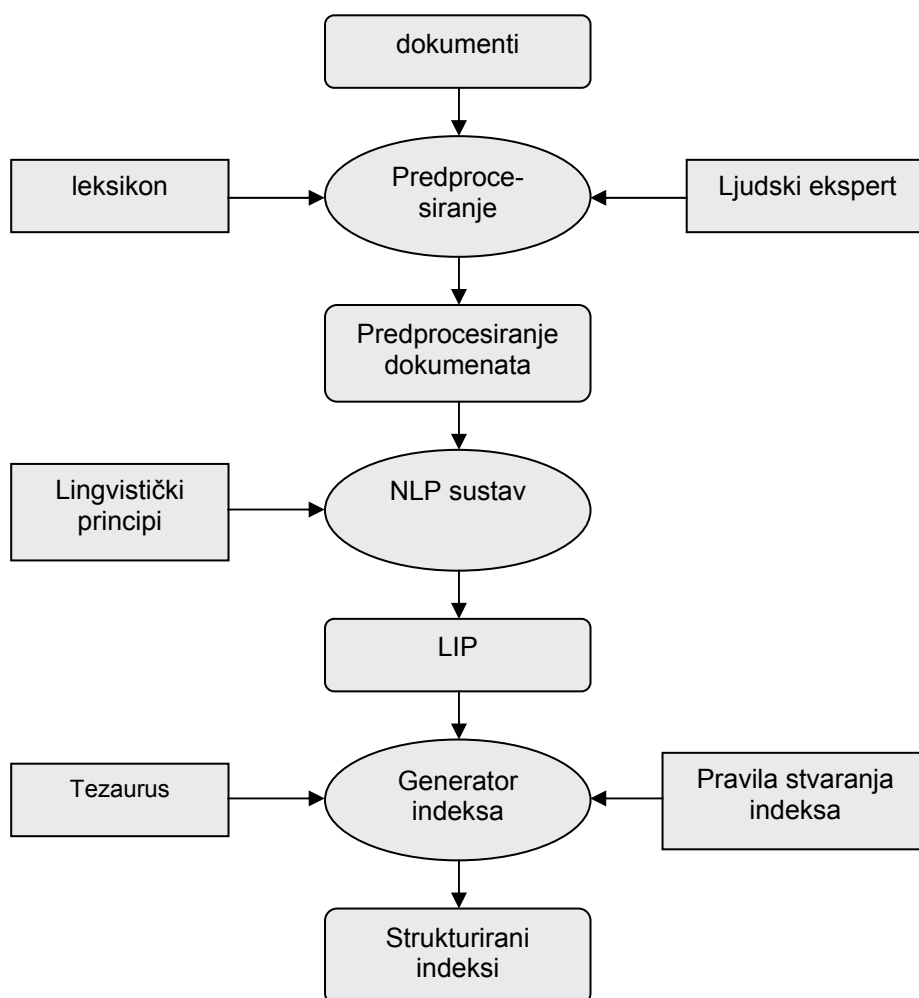 dokumenti
leksikon
Predproce-
siranje
Ljudski ekspert
Predprocesiranje
dokumenata
Lingvistički
principi
NLP sustav
LIP
Tezaurus
Generator
indeksa
Pravila stvaranja
indeksa
Strukturirani
indeksi